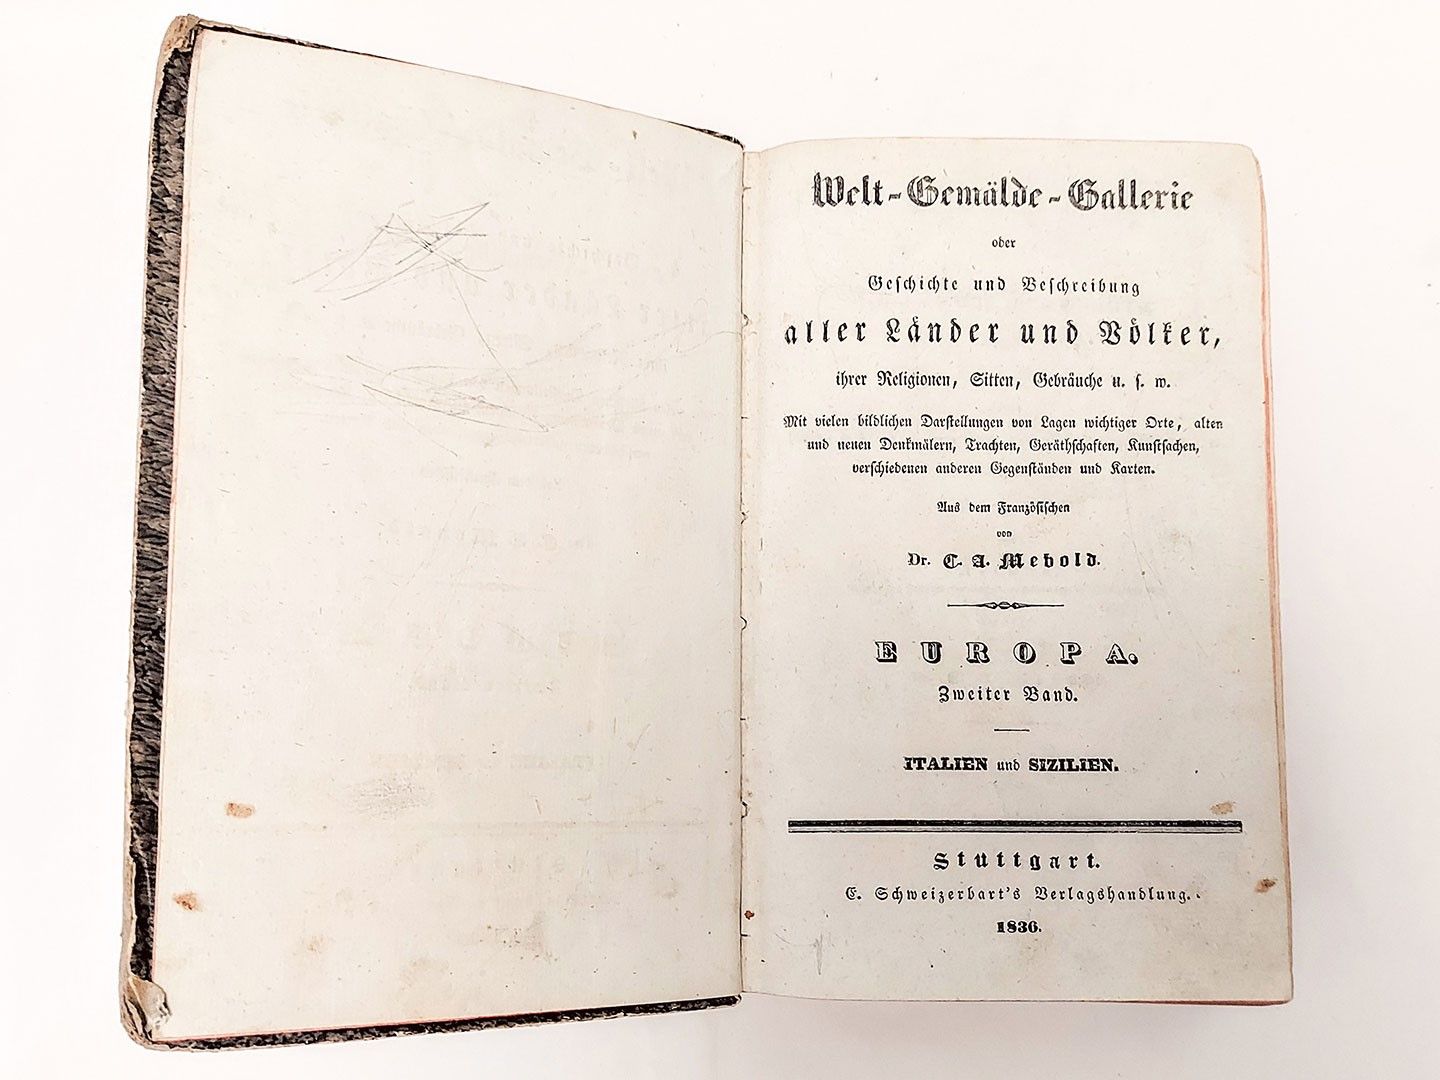 Welt-Gemälde-Gallerie
oder
Geschichte und Beschreibung
aller Länder und Völker,
ihrer Religionen, Sitten, Gebräuche u. s. w.
Mit vielen bildlichen Darstellungen von Lagen wichtiger Orte, alten
und neuen Denkmälern, Trachten, Geräthschaften, Kunstsachen,
verschiedenen anderen Gegenständen und Karten.
Aus dem Französischen
von
Dr. C. A. Mebold.
EUROPA.
Zweiter Band.
ITALIEN und SIZILIEN.
Stuttgart.
E. Schweizerbart's Verlagshandlung.
1836.